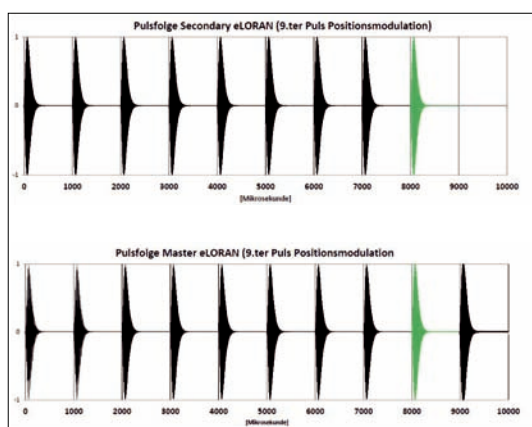 Pulsfolge Secondary eLORAN (9.ter Puls Positionsmodulation)
1
0
-1
0 1000 2000 3000 4000 5000 6000 7000 8000 9000 10000
[Mikrosekunde]
Pulsfolge Master eLORAN (9.ter Puls Positionsmodulation
1
0
-1
0 1000 2000 3000 4000 5000 6000 7000 8000 9000 10000
[Mikrosekunde]